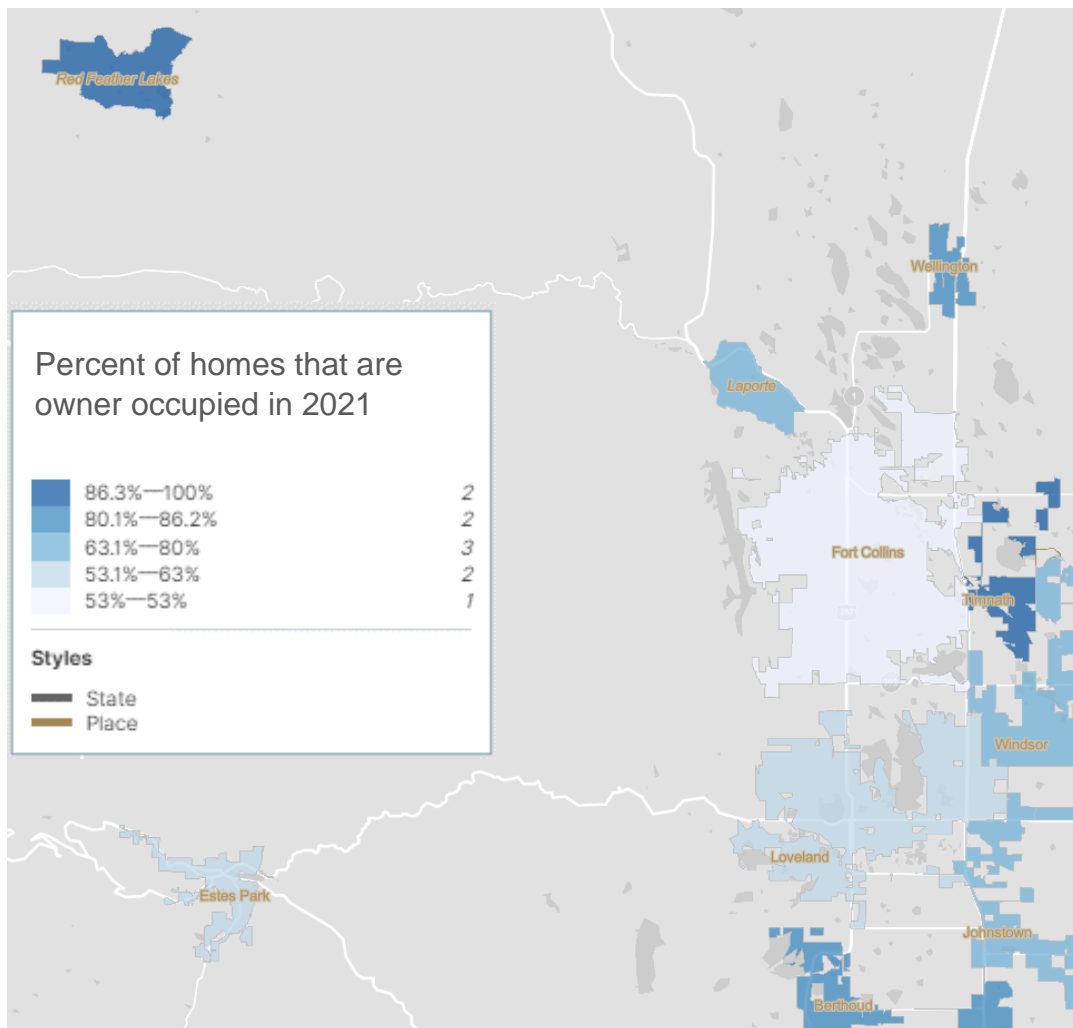 Red Feather Lakes
Wellington
Percent of homes that are
owner occupied in 2021
Laporte
86.3%—100% 2
80.1%—86.2% 2
63.1%—80% 3
53.1%—63% 2
53%—53% 1
Fort Collins
Timnath
Styles
State
Place
Windsor
Loveland
Estes Park
Johnstown
Berthoud